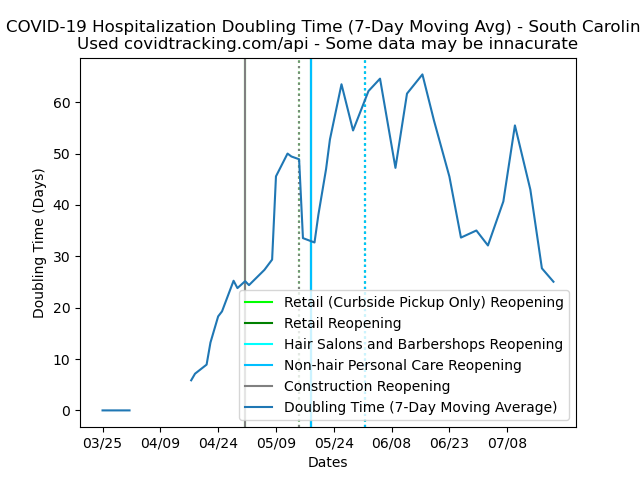 COVID-19 Hospitalization Doubling Time (7-Day Moving Avg) - South Carolin
Used covidtracking.com/api - Some data may be innacurate
Doubling Time (Days)
60
50
40
30
20
10
0
Retail (Curbside Pickup Only) Reopening
Retail Reopening
Hair Salons and Barbershops Reopening
Non-hair Personal Care Reopening
Construction Reopening
Doubling Time (7-Day Moving Average)
03/25 04/09 04/24 05/09 05/24 06/08 06/23 07/08
Dates